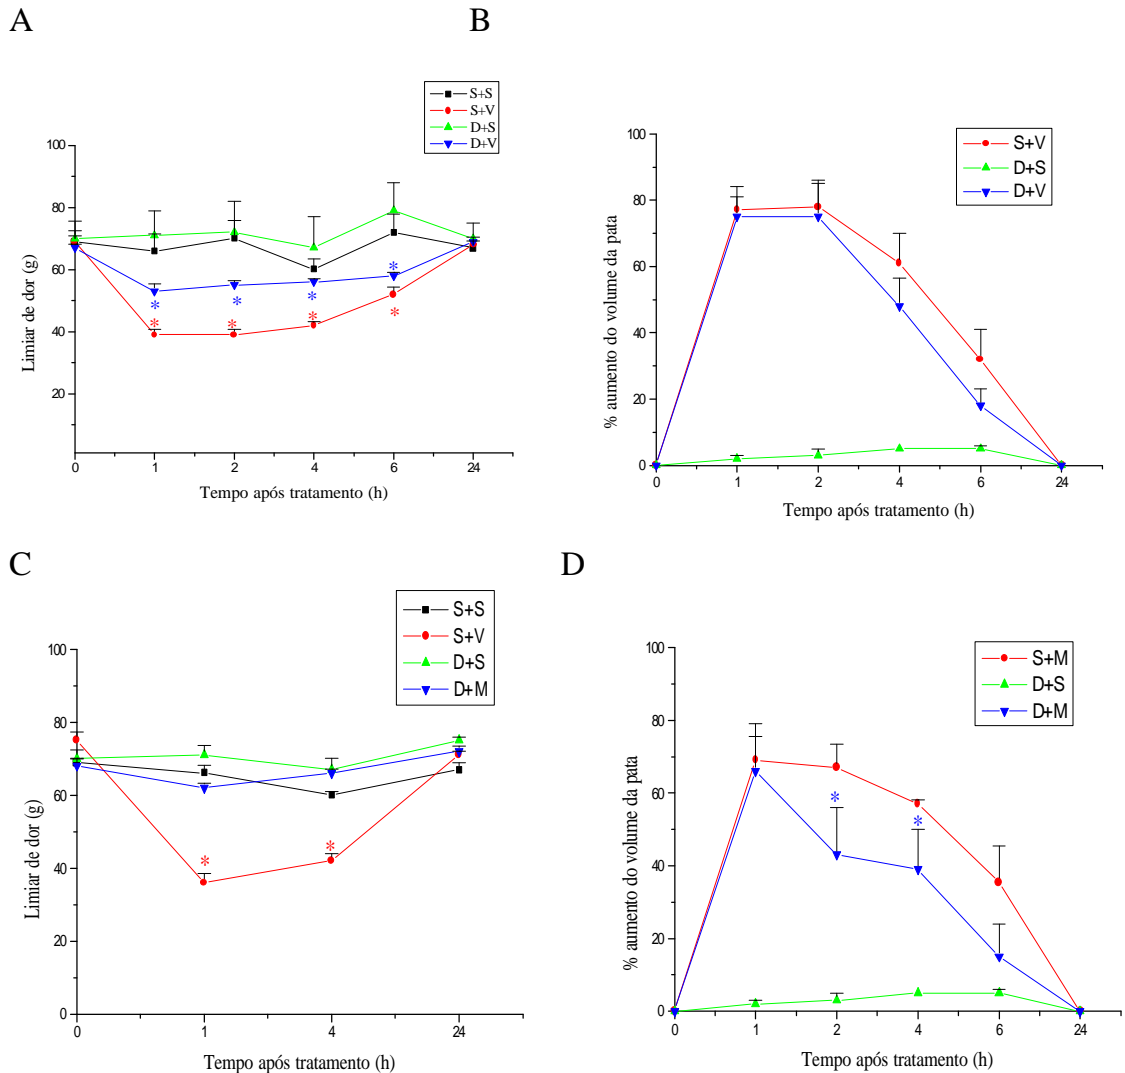 A
B
S+S
S+V
D+S
D+V
100
80
60
40
20
Limiar de dor (g)
*
*
*
*
*
*
*
*
0
1
2
4
6
24
Tempo após tratamento (h)
S+V
D+S
D+V
100
80
60
40
20
0
% aumento do volume da pata
0
1
2
4
6
24
Tempo após tratamento (h)
C
D
S+S
S+V
D+S
D+M
100
80
60
40
20
0
Limiar de dor (g)
*
*
0
1
4
24
Tempo após tratamento (h)
S+M
D+S
D+M
100
80
60
40
20
0
% aumento do volume da pata
*
*
0
1
2
4
6
24
Tempo após tratamento (h)